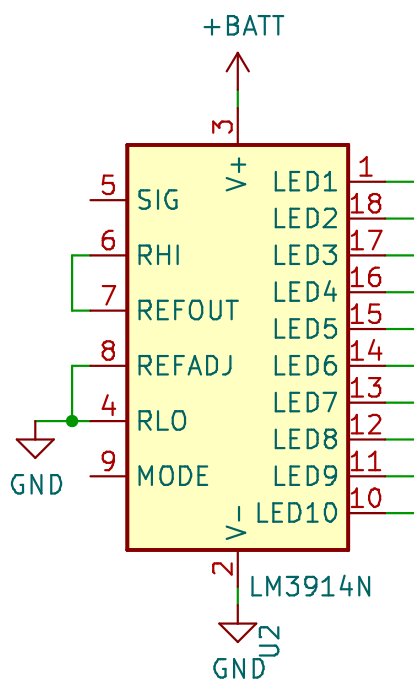 +BATT
3
V+
5 SIG
6 RHI
7 REFOUT
8 REFADJ
4 RLO
9 MODE
LED1 1
LED2 18
LED3 17
LED4 16
LED5 15
LED6 14
LED7 13
LED8 12
LED9 11
LED10 10
GND
V-
2
LM3914N
U2
GND